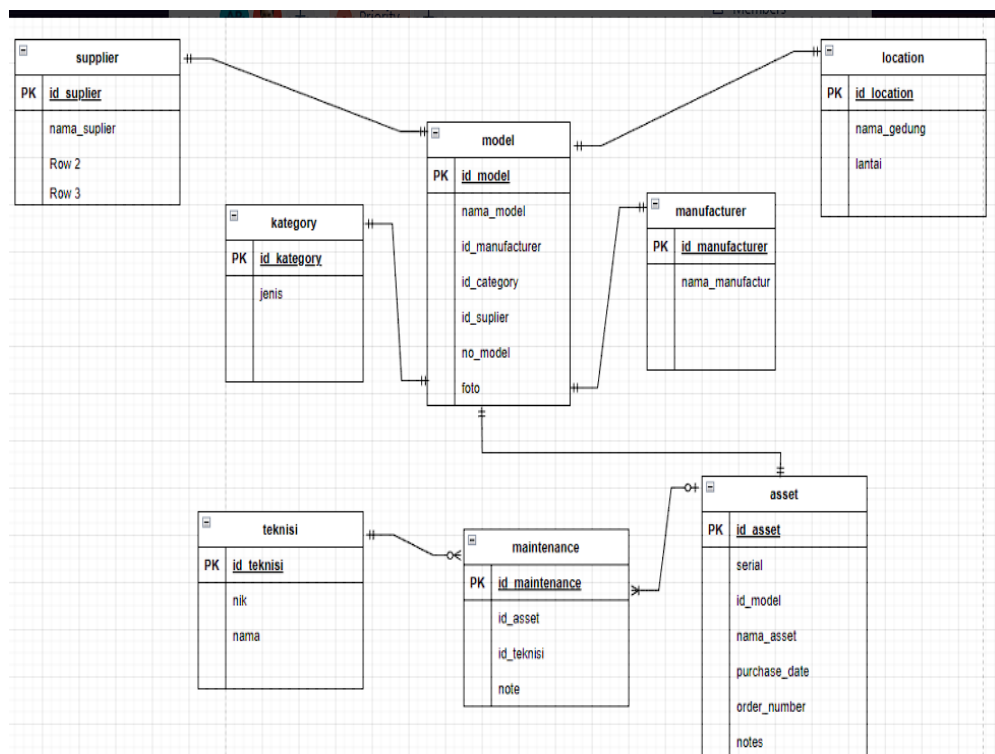 Priority
Members
supplier
PK id_suplier
nama_suplier
Row 2
Row 3
location
PK id_location
nama_gedung
lantai
model
PK id_model
nama_model
id_manufacturer
id_category
id_suplier
no_model
foto
kategory
PK id_kategory
jenis
manufacturer
PK id_manufacturer
nama_manufactur
asset
PK id_asset
serial
id_model
nama_asset
purchase_date
order_number
notes
teknisi
PK id_teknisi
nik
nama
maintenance
PK id_maintenance
id_asset
id_teknisi
note